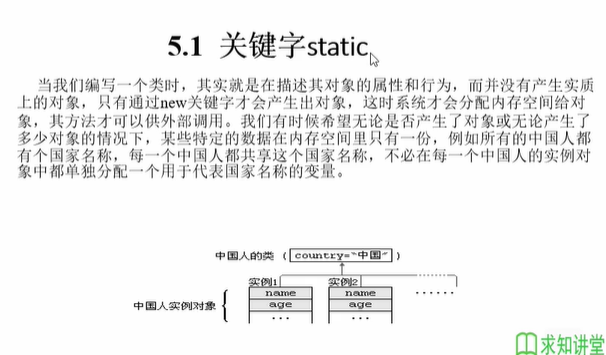 5.1 关键字static
当我们编写一个类时，其实就是在描述其对象的属性和行为，而并没有产生实质
上的对象，只有通过new关键字才会产生出对象，这时系统才会分配内存空间给对
象，其方法才可以供外部调用。我们有时候希望无论是否产生了对象或无论产生了
多少对象的情况下，某些特定的数据在内存空间里只有一份，例如所有的中国人都
有个国家名称，每一个中国人都共享这个国家名称，不必在每一个中国人的实例对
象中都单独分配一个用于代表国家名称的变量。
中国人的类 (country="中国")
实例1 实例2
中国人实例对象
name name ......
age age
... ...
求知讲堂